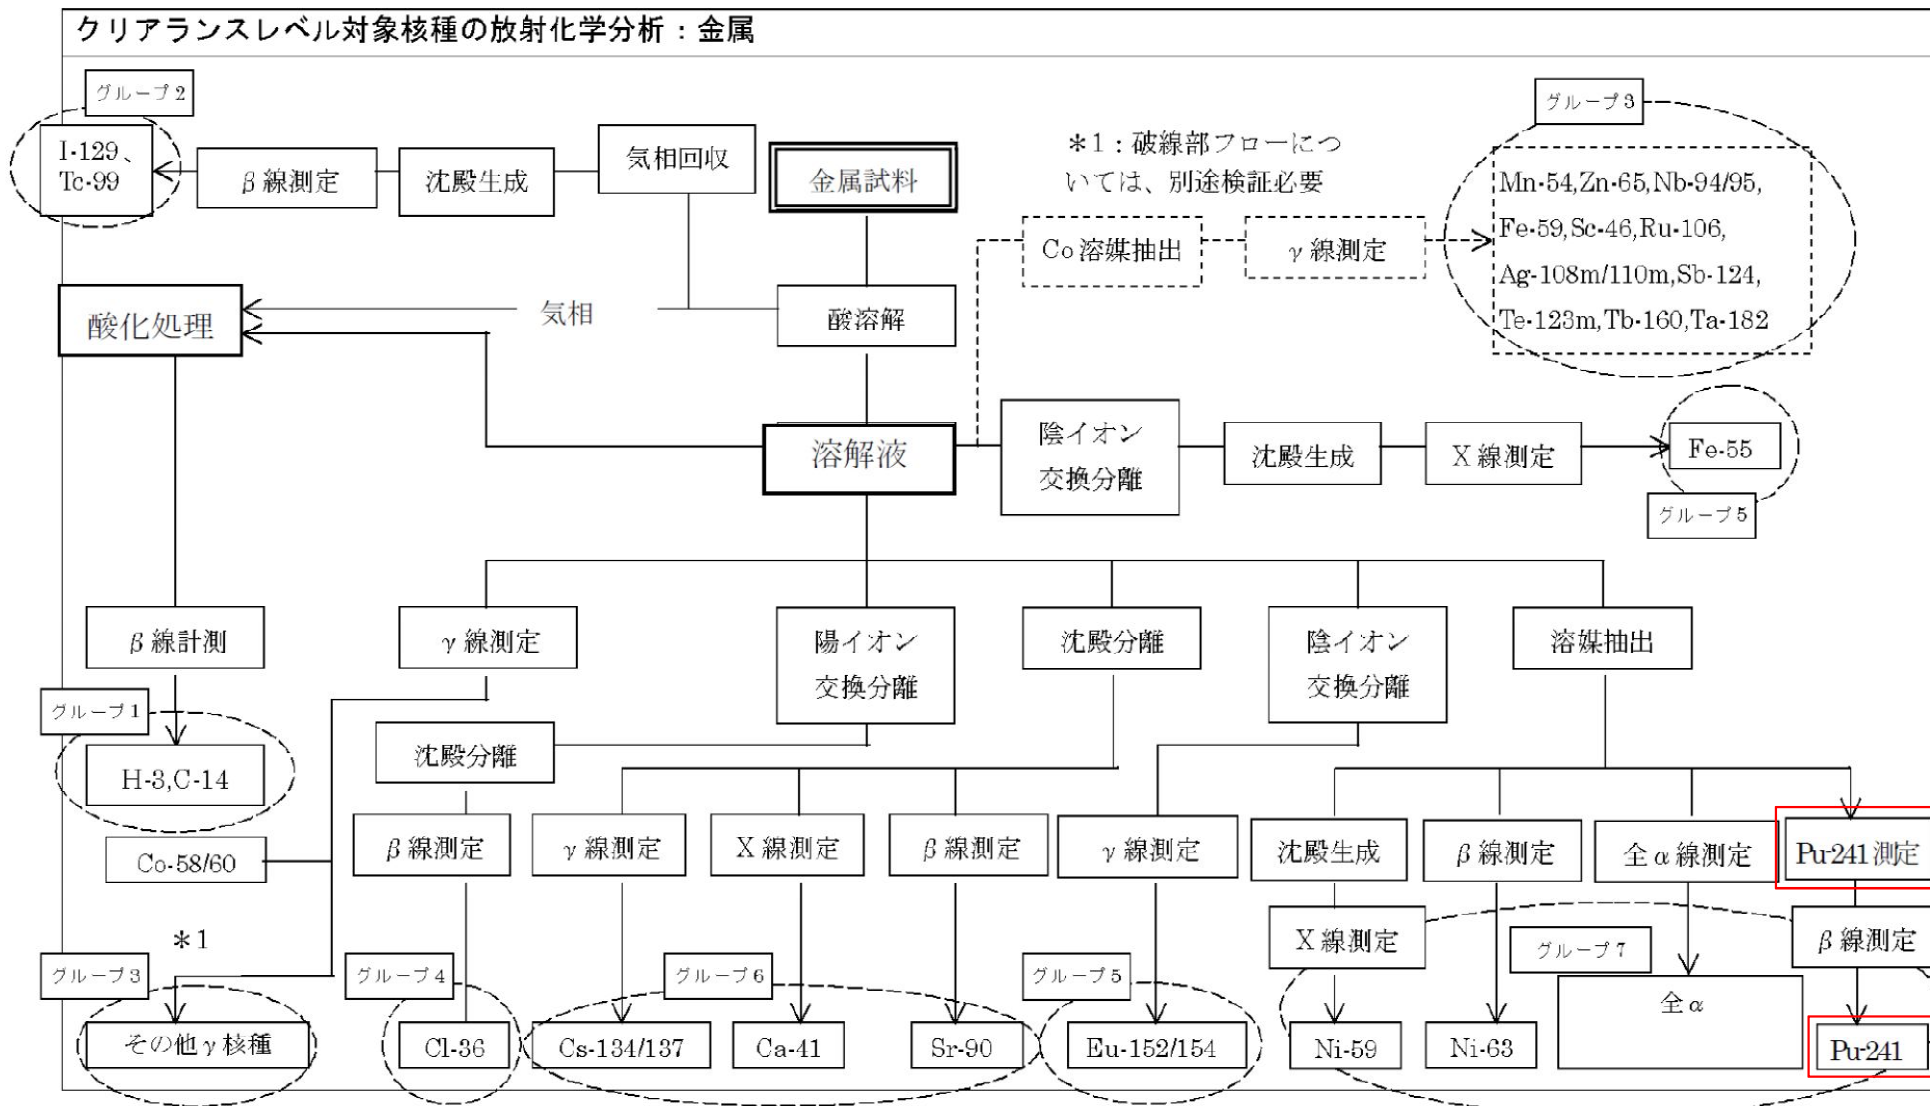 クリアランスレベル対象核種の放射化学分析：金属
グループ2
I-129、
Tc-99
β線測定
沈殿生成
気相回収
金属試料
＊1：破線部フローにつ
いては、別途検証必要
Co溶媒抽出
γ線測定
グループ3
Mn-54,Zn-65,Nb-94/95,
Fe-59,Sc-46,Ru-106,
Ag-108m/110m,Sb-124,
Te-123m,Tb-160,Ta-182
酸化処理
気相
酸溶解
溶解液
陰イオン
交換分離
沈殿生成
X線測定
Fe-55
グループ5
β線計測
γ線測定
陽イオン
交換分離
沈殿分離
陰イオン
交換分離
溶媒抽出
グループ1
H-3,C-14
沈殿分離
Co-58/60
β線測定
γ線測定
X線測定
β線測定
γ線測定
沈殿生成
β線測定
全α線測定
Pu-241測定
＊1
X線測定
β線測定
グループ3
グループ4
グループ6
グループ5
グループ7
その他γ核種
Cl-36
Cs-134/137
Ca-41
Sr-90
Eu-152/154
Ni-59
Ni-63
全α
Pu-241